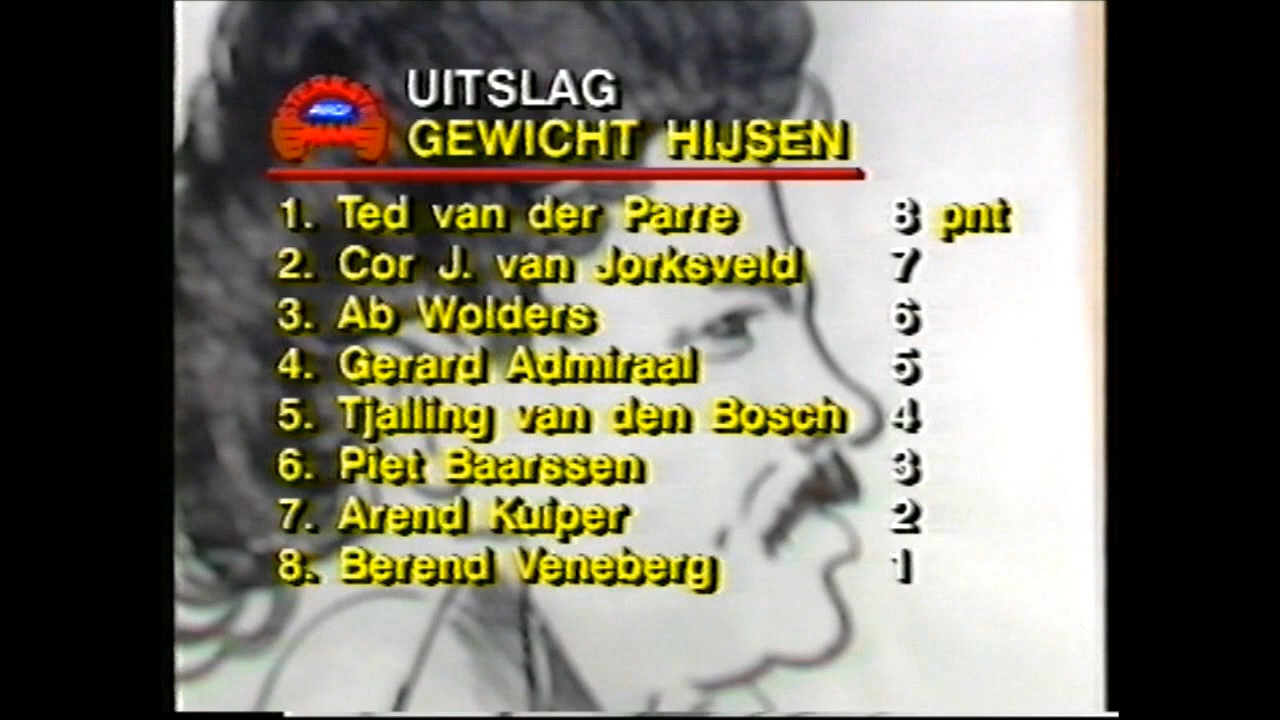 STERKSTE
MAN
UITSLAG
GEWICHT HIJSEN
1. Ted van der Parre 8 pnt
2. Cor J. van Jorksveld 7
3. Ab Wolders 6
4. Gerard Admiraal 5
5. Tjalling van den Bosch 4
6. Piet Baarssen 3
7. Arend Kuiper 2
8. Berend Veneberg 1